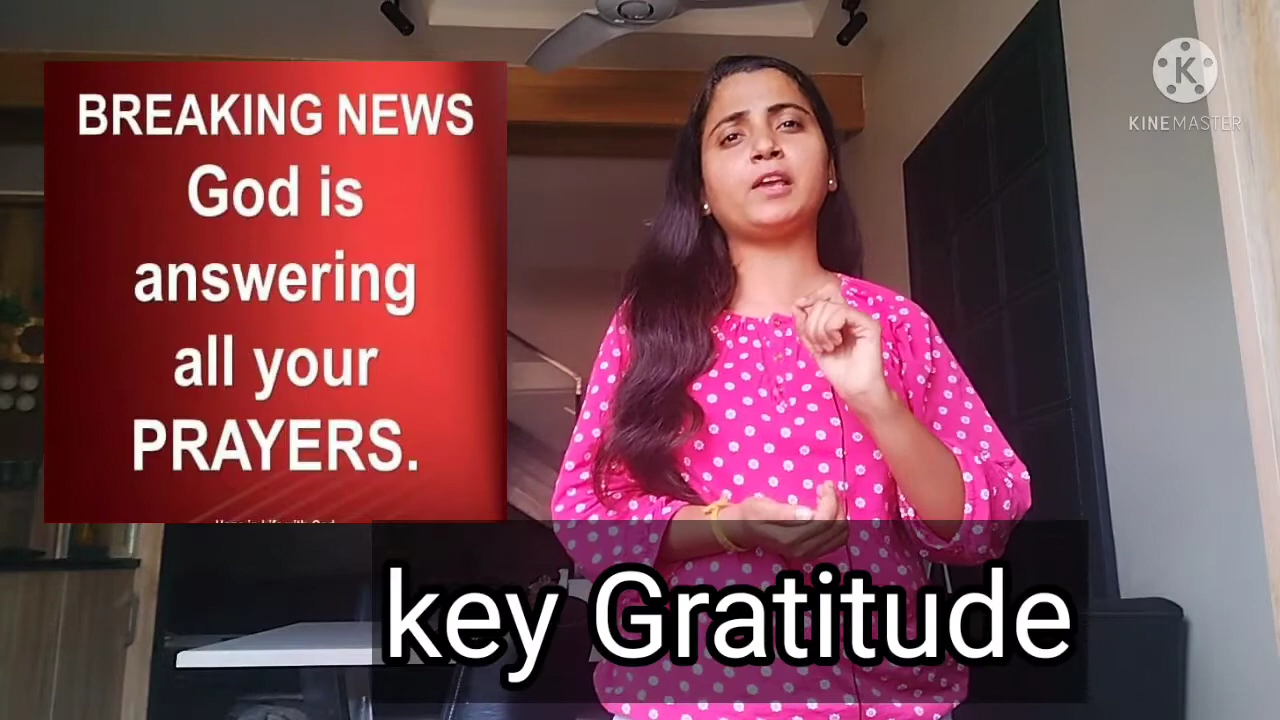 BREAKING NEWS
God is
answering
all your
PRAYERS.
key Gratitude
K
KINEMASTER